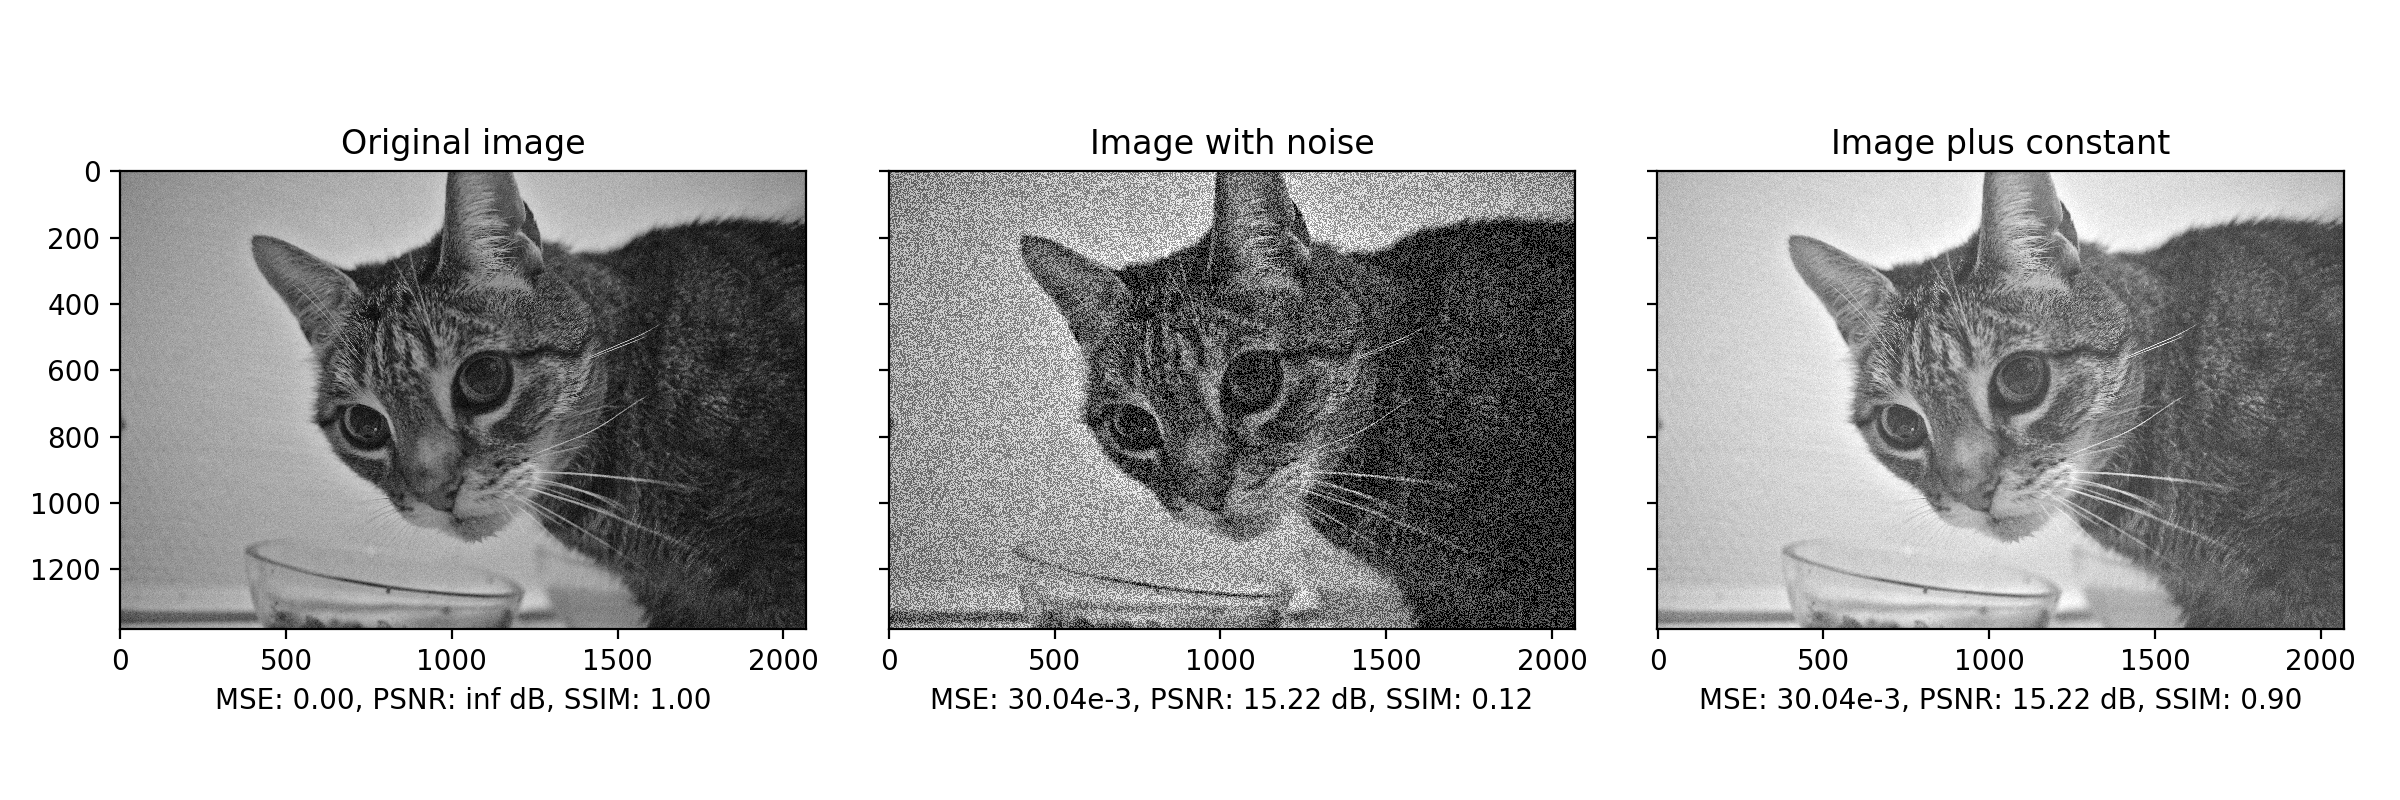 Original image
Image with noise
Image plus constant
0
200
400
600
800
1000
1200
0 500 1000 1500 2000
0 500 1000 1500 2000
0 500 1000 1500 2000
MSE: 0.00, PSNR: inf dB, SSIM: 1.00
MSE: 30.04e-3, PSNR: 15.22 dB, SSIM: 0.12
MSE: 30.04e-3, PSNR: 15.22 dB, SSIM: 0.90